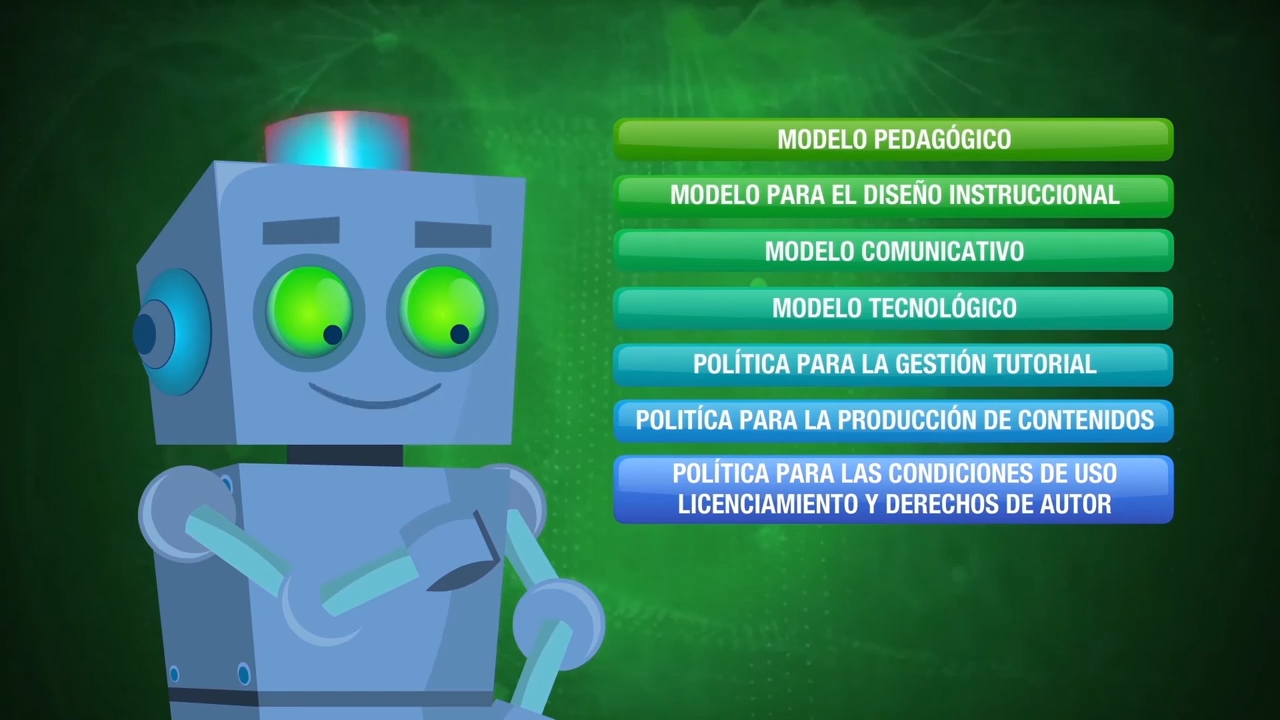 MODELO PEDAGÓGICO
MODELO PARA EL DISEÑO INSTRUCCIONAL
MODELO COMUNICATIVO
MODELO TECNOLÓGICO
POLÍTICA PARA LA GESTIÓN TUTORIAL
POLITÍCA PARA LA PRODUCCIÓN DE CONTENIDOS
POLÍTICA PARA LAS CONDICIONES DE USO
LICENCIAMIENTO Y DERECHOS DE AUTOR